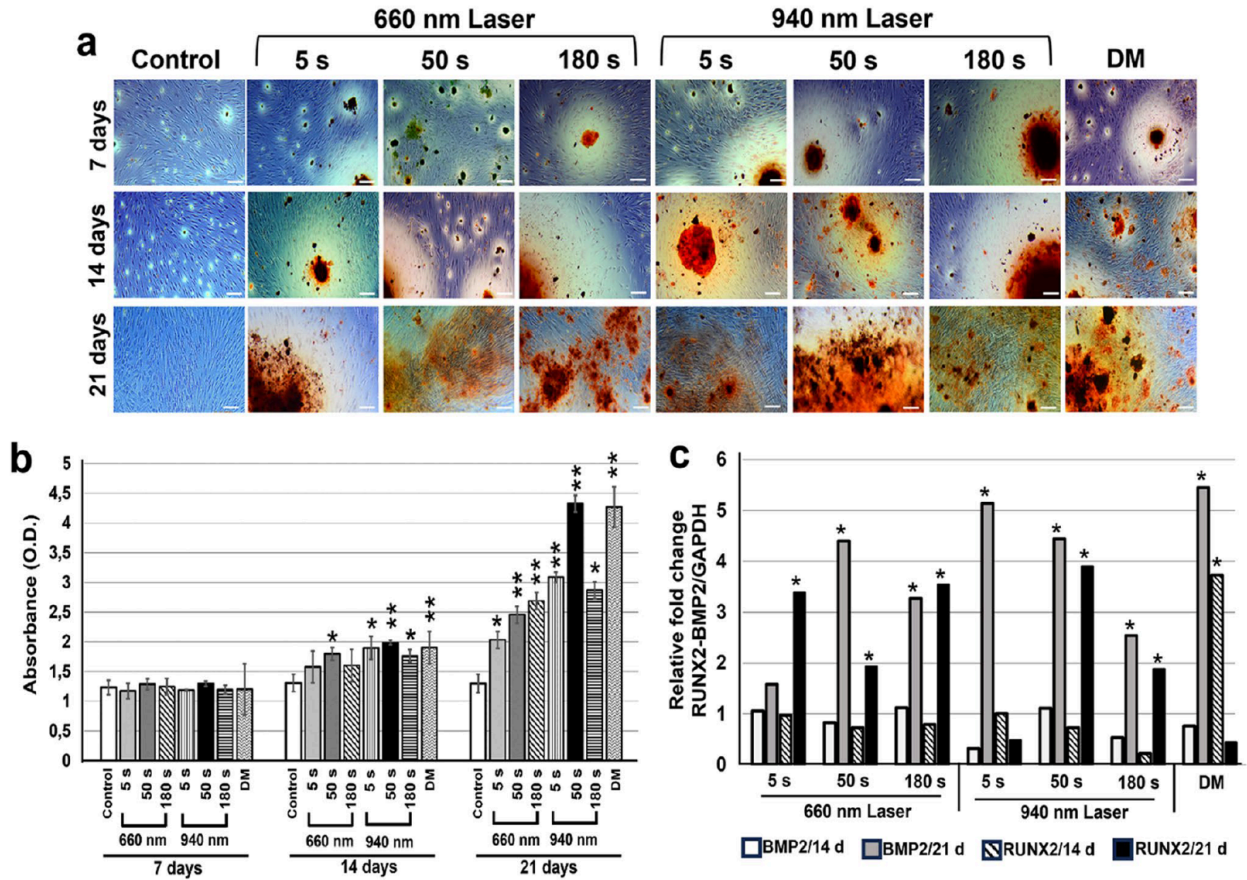 660 nm Laser 940 nm Laser
a
Control 5 s 50 s 180 s 5 s 50 s 180 s DM
7 days
14 days
21 days
b
Absorbance (O.D.)
5
4,5
4
3,5
3
2,5
2
1,5
1
0,5
0
* * ** * ** * ** ** ** ** ** * **
Control 5 s 50 s 180 s 5 s 50 s 180 s DM Control 5 s 50 s 180 s 5 s 50 s 180 s DM Control 5 s 50 s 180 s 5 s 50 s 180 s DM
660 nm 940 nm 660 nm 940 nm 660 nm 940 nm
7 days 14 days 21 days
c
Relative fold change
RUNX2-BMP2/GAPDH
6
5
4
3
2
1
0
* * * * * * * * * * * *
5 s 50 s 180 s 5 s 50 s 180 s DM
660 nm Laser 940 nm Laser
BMP2/14 d BMP2/21 d RUNX2/14 d RUNX2/21 d